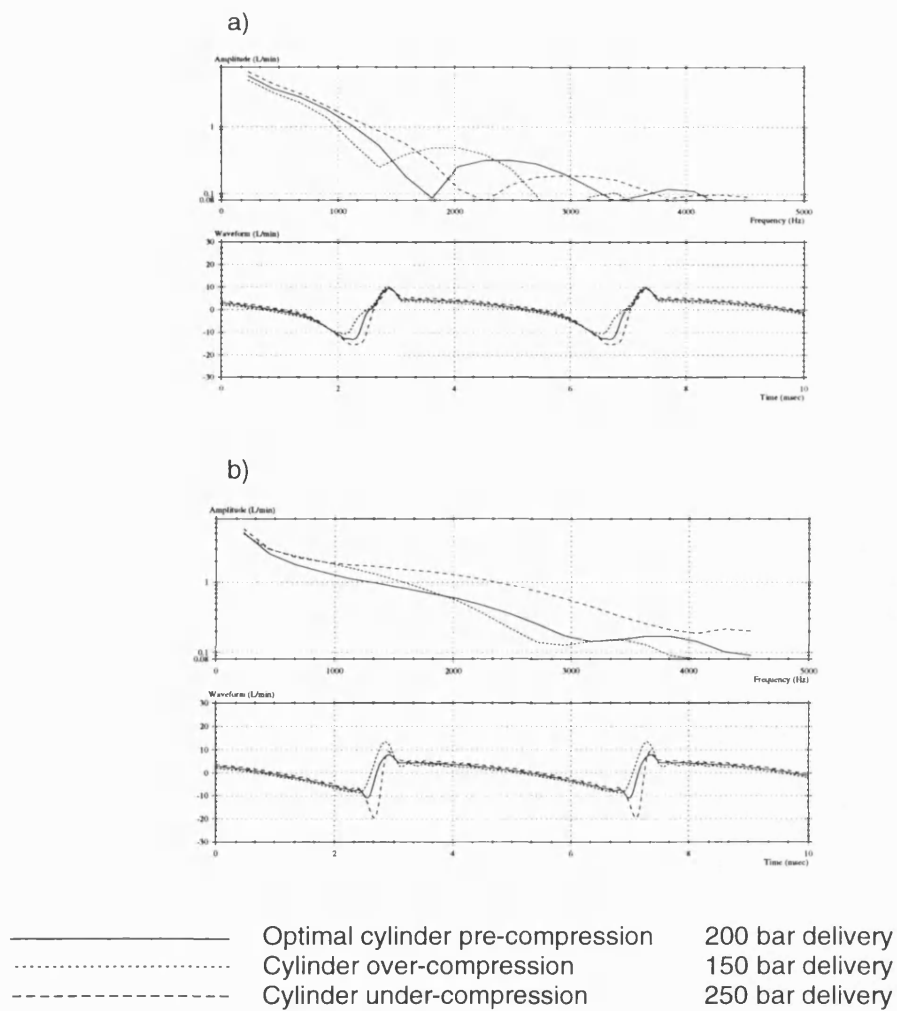 a)
Amplitude (L/min)
1
0.1
0.08
0 1000 2000 3000 4000 5000
Frequency (Hz)
Waveform (L/min)
30
20
10
0
-10
-20
-30
0 2 4 6 8 10
Time (msec)
b)
Amplitude (L/min)
1
0.1
0.08
0 1000 2000 3000 4000 5000
Frequency (Hz)
Waveform (L/min)
30
20
10
0
-10
-20
-30
0 2 4 6 8 10
Time (msec)
Optimal cylinder pre-compression 200 bar delivery
Cylinder over-compression 150 bar delivery
Cylinder under-compression 250 bar delivery